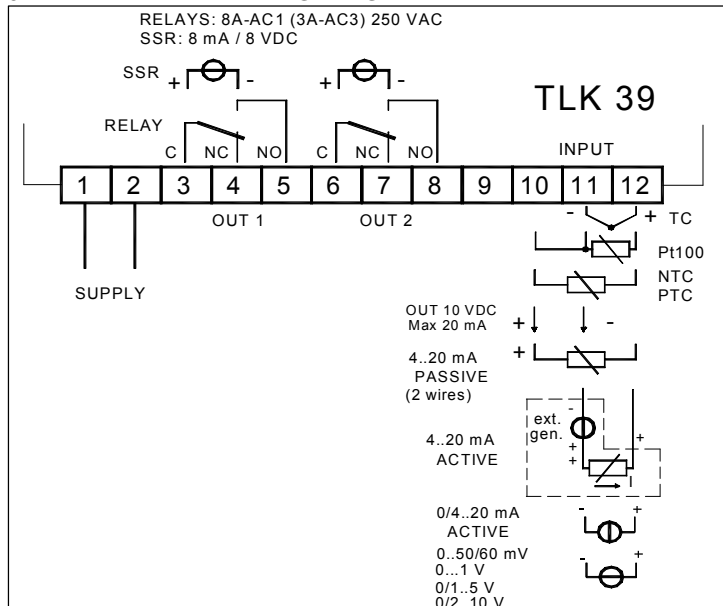 RELAYS: 8A-AC1 (3A-AC3) 250 VAC
SSR: 8 mA / 8 VDC
SSR + - + -
TLK 39
RELAY
C NC NO C NC NO INPUT
1 2 3 4 5 6 7 8 9 10 11 12
OUT 1 OUT 2
- + TC
Pt100
SUPPLY
NTC
PTC
OUT 10 VDC
Max 20 mA + -
4..20 mA +
PASSIVE
(2 wires)
-
ext.
gen.
+ +
4..20 mA +
ACTIVE
I
0/4..20 mA - +
ACTIVE
0..50/60 mV - +
0...1 V
0/1..5 V
0/2..10 V